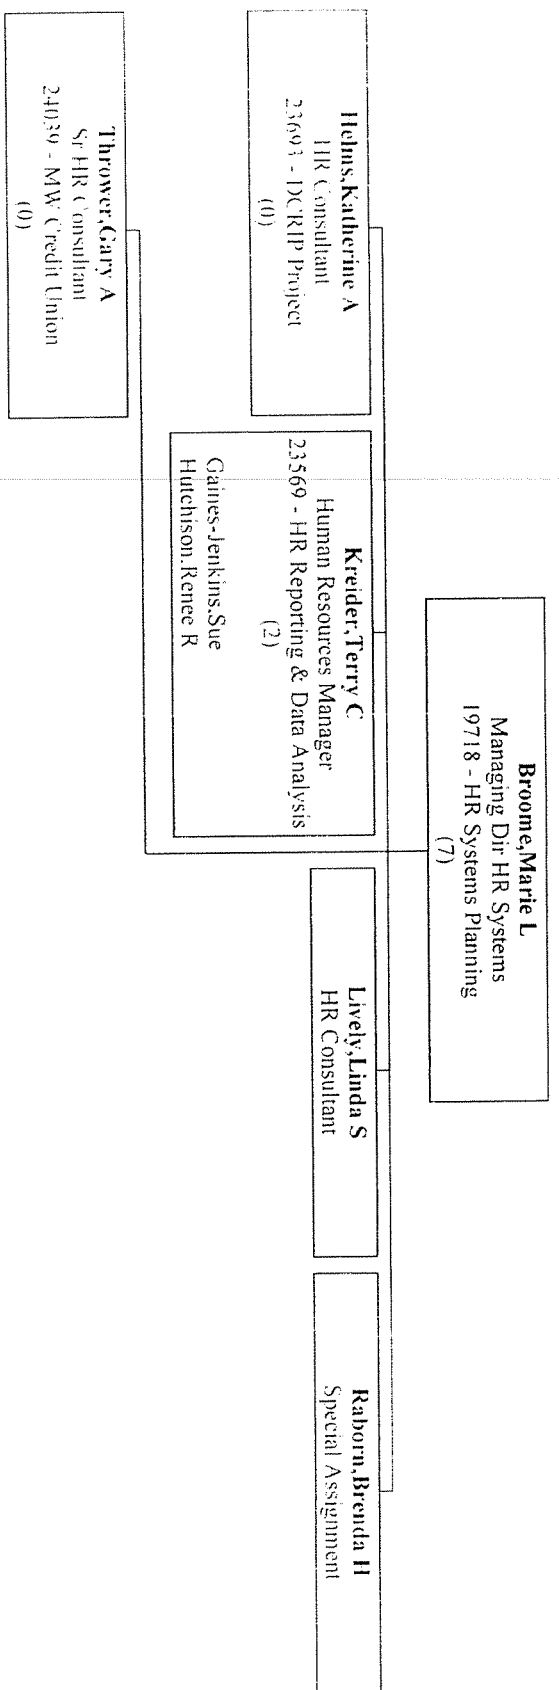 Broome,Marie L
Managing Dir HR Systems
19718 - HR Systems Planning
(7)
Helms,Katherine A
HR Consultant
23693 - DCRIP Project
(0)
Kreider,Terry C
Human Resources Manager
23569 - HR Reporting & Data Analysis
(2)
Gaines-Jenkins,Sue
Hutchison,Renee R
Lively,Linda S
HR Consultant
Raborn,Brenda H
Special Assignment
Thrower,Gary A
Sr HR Consultant
24039 - MW Credit Union
(0)